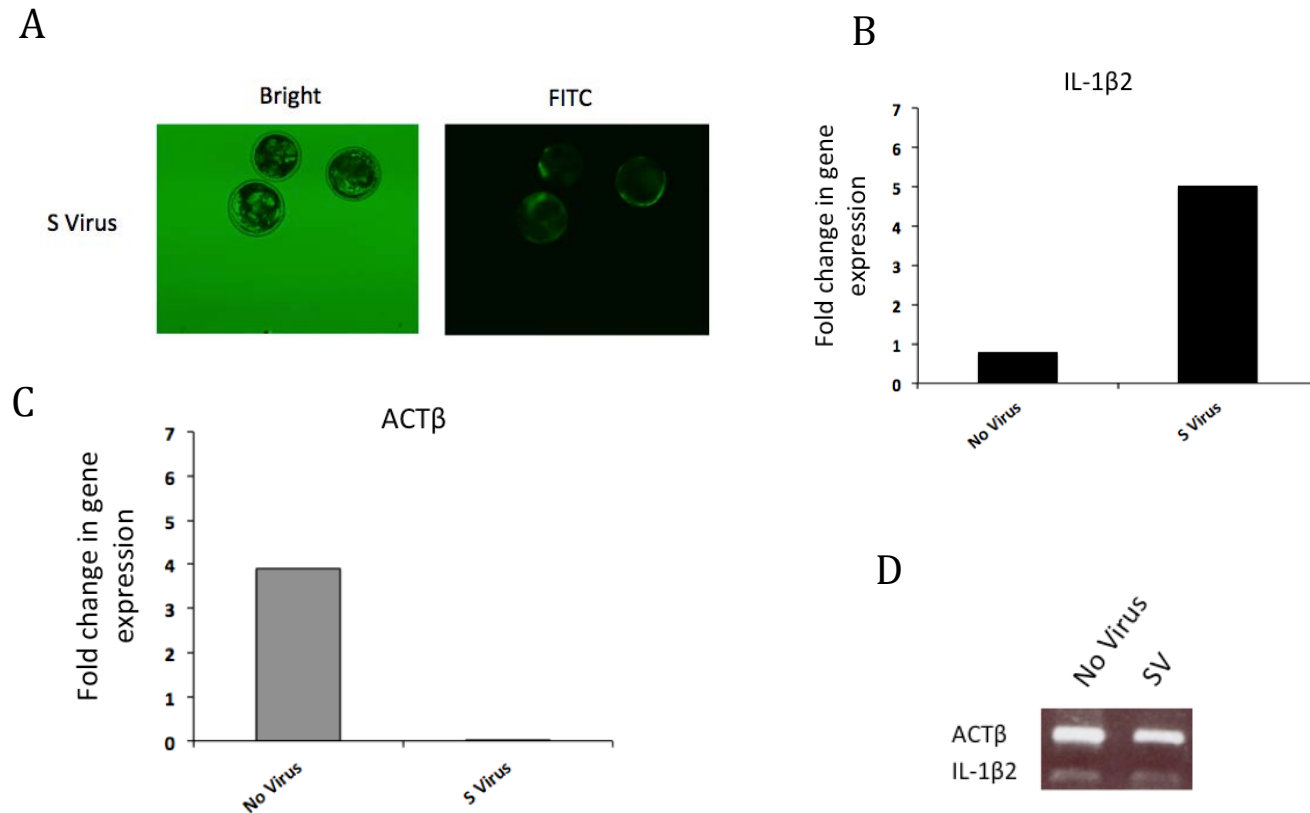 A
Bright
FITC
S Virus
B
IL-1β2
Fold change in gene
expression
7
6
5
4
3
2
1
0
No Virus
S Virus
C
ACTβ
Fold change in gene
expression
7
6
5
4
3
2
1
0
No Virus
S Virus
D
No Virus
SV
ACTβ
IL-1β2